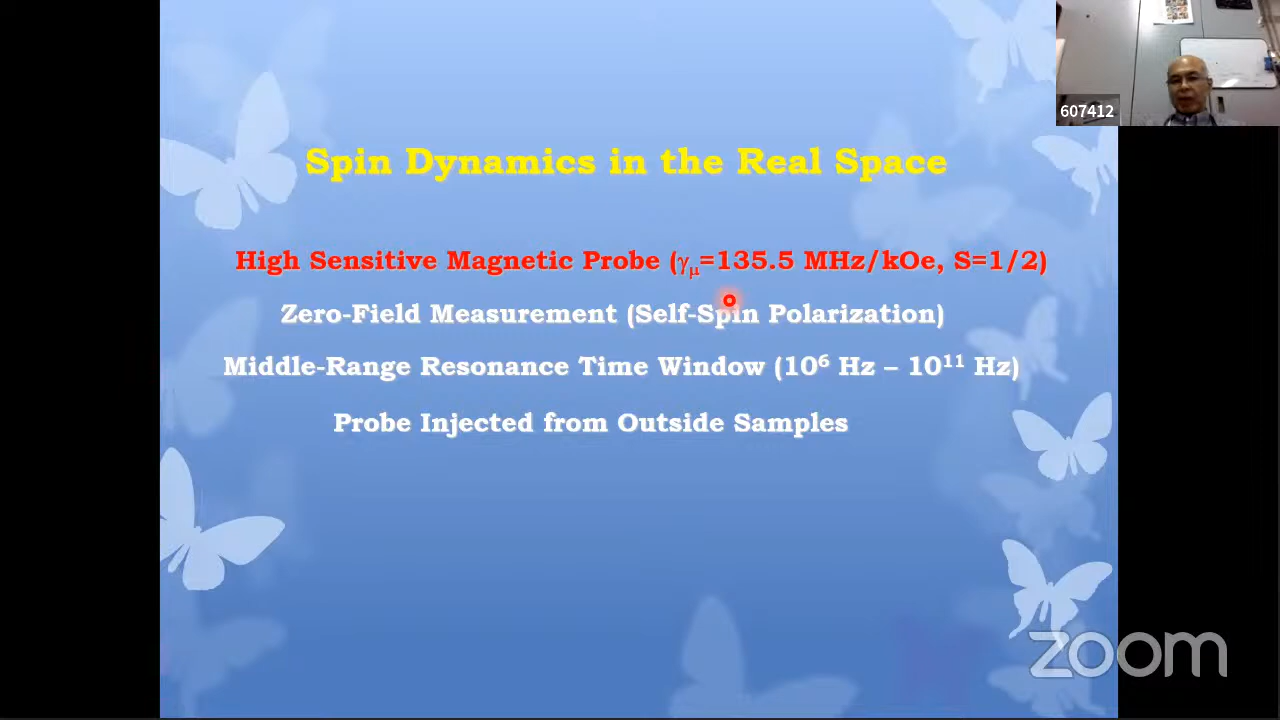 607412
Spin Dynamics in the Real Space
High Sensitive Magnetic Probe (γμ=135.5 MHz/kOe, S=1/2)
Zero-Field Measurement (Self-Spin Polarization)
Middle-Range Resonance Time Window (10⁶ Hz – 10¹¹ Hz)
Probe Injected from Outside Samples
zoom